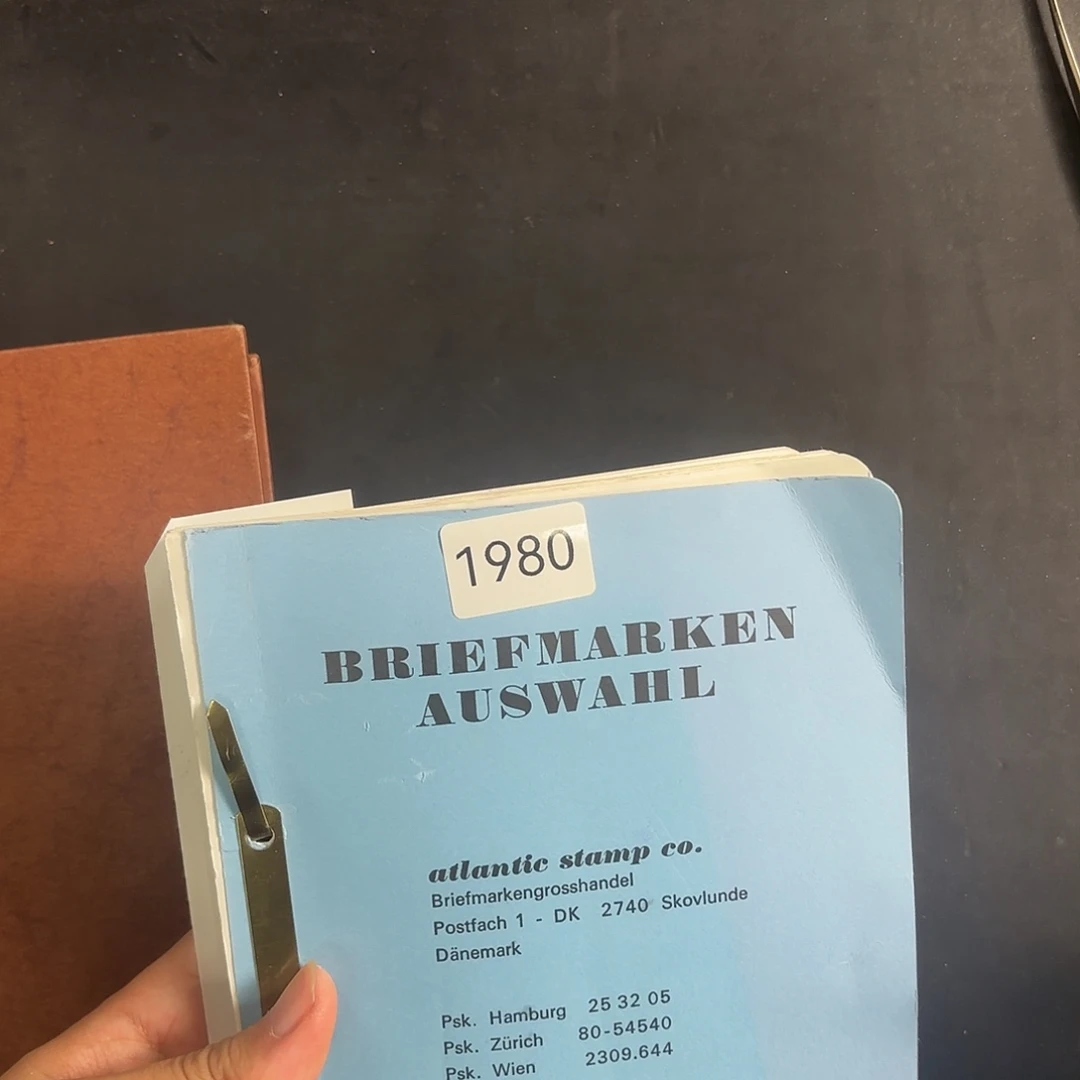 1980
BRIEFMARKEN
AUSWAHL
atlantic stamp co.
Briefmarkengrosshandel
Postfach 1 - DK 2740 Skovlunde
Dänemark
Psk. Hamburg 25 32 05
Psk. Zürich 80-54540
Psk. Wien 2309.644